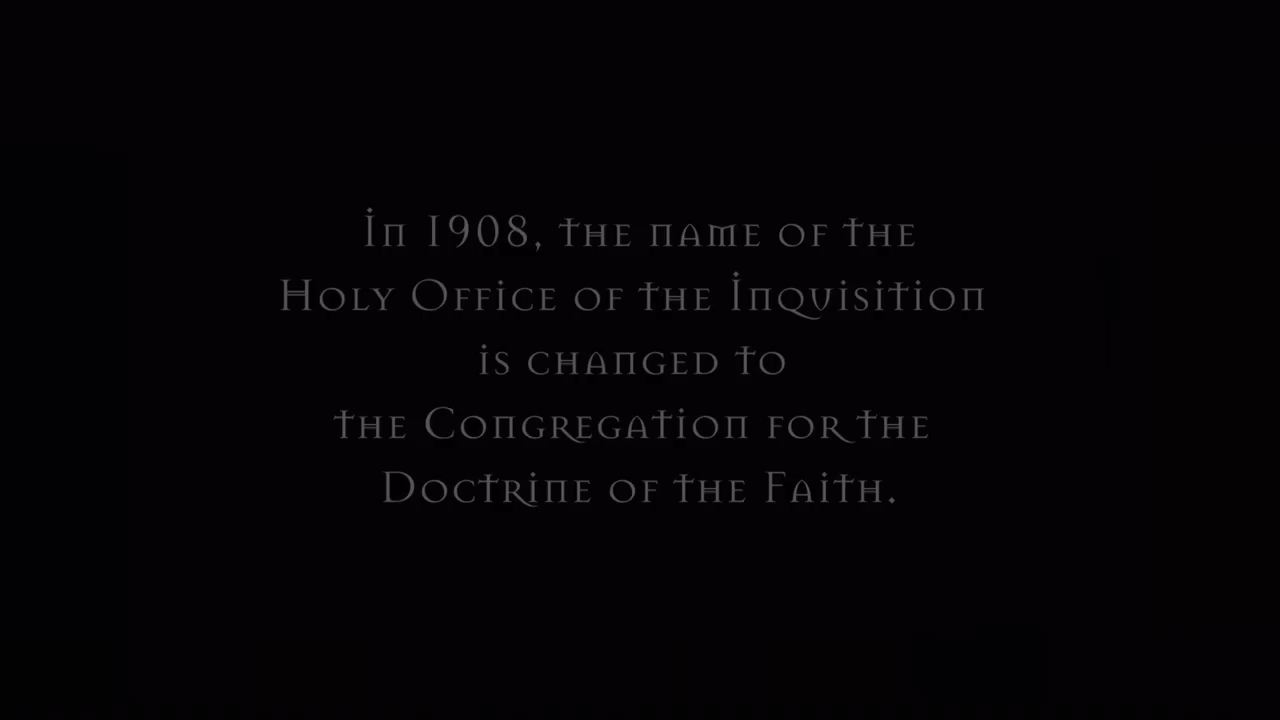 In 1908, the name of the
Holy Office of the Inquisition
is changed to
the Congregation for the
Doctrine of the Faith.